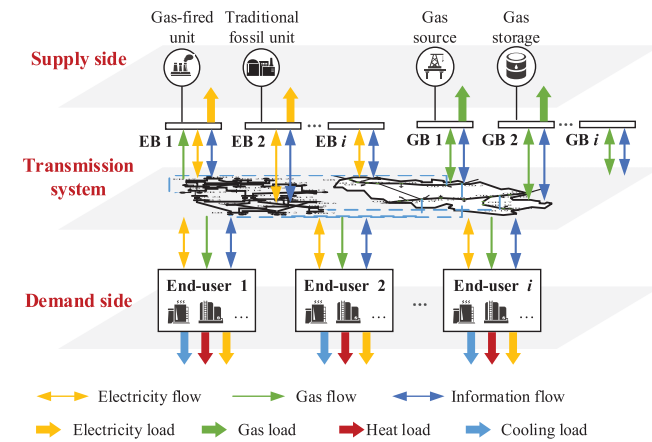 Gas-fired unit
Traditional fossil unit
Gas source
Gas storage
Supply side
EB 1
EB 2
...
EB i
GB 1
GB 2
...
GB i
Transmission system
Demand side
End-user 1
...
End-user 2
...
...
End-user i
...
Electricity flow
Gas flow
Information flow
Electricity load
Gas load
Heat load
Cooling load